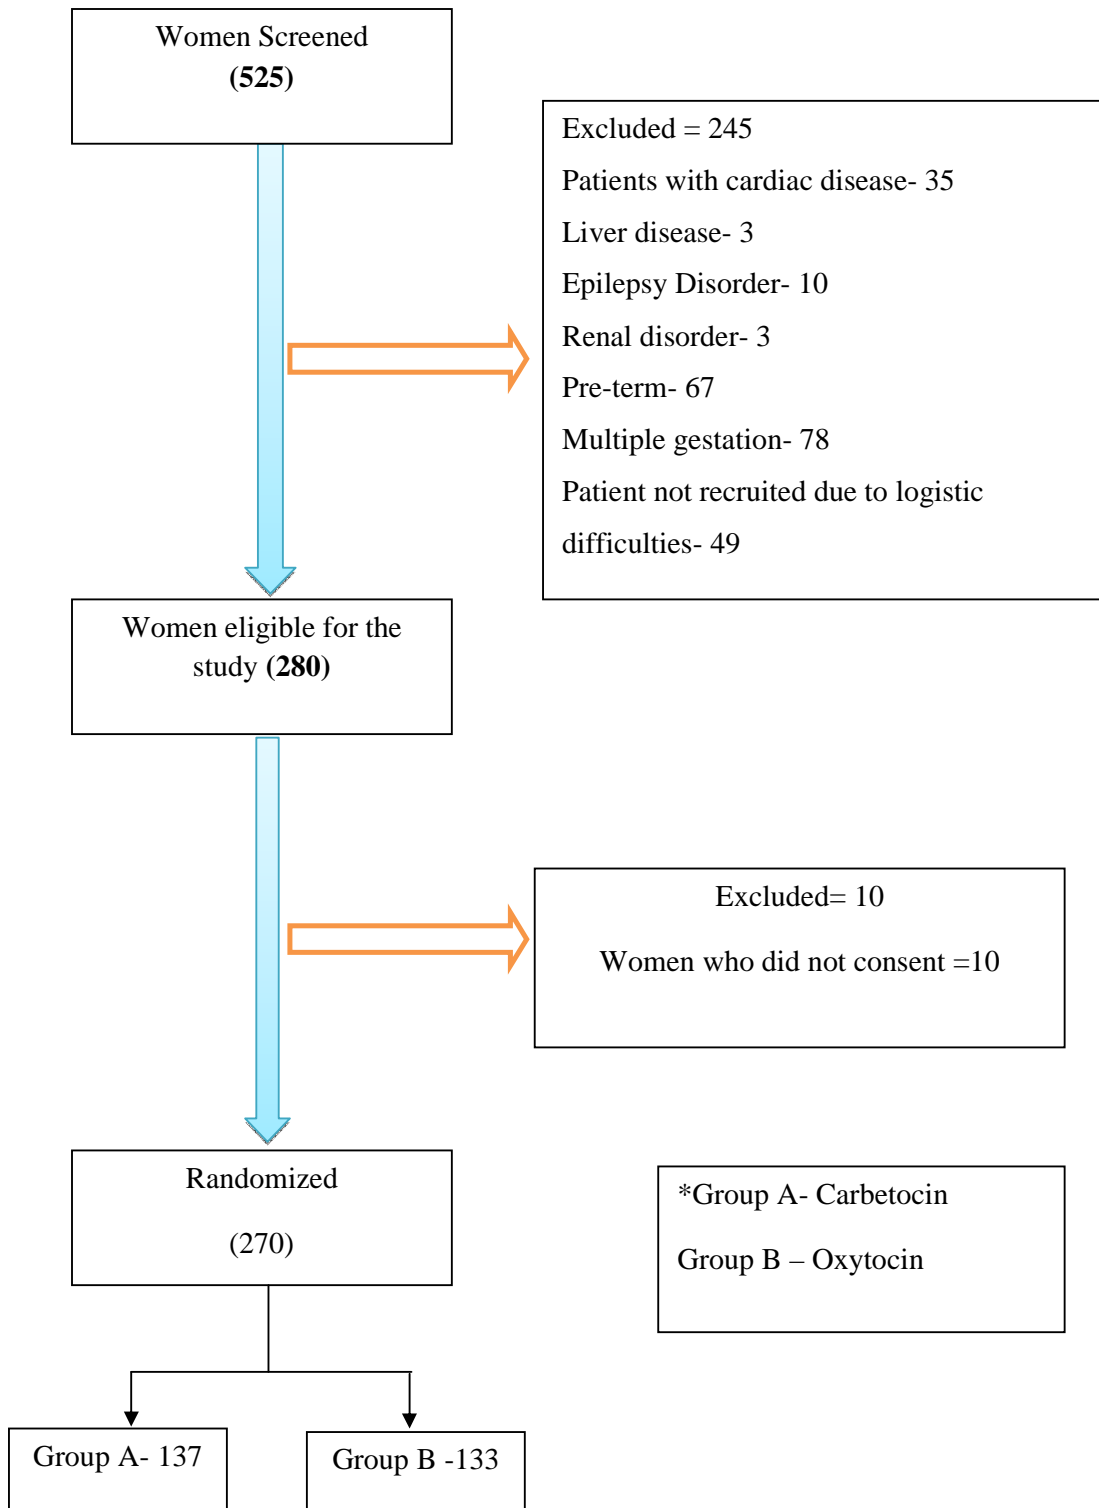 Women Screened
(525)
Excluded = 245
Patients with cardiac disease- 35
Liver disease- 3
Epilepsy Disorder- 10
Renal disorder- 3
Pre-term- 67
Multiple gestation- 78
Patient not recruited due to logistic
difficulties- 49
Women eligible for the
study (280)
Excluded= 10
Women who did not consent =10
Randomized
(270)
*Group A- Carbetocin
Group B – Oxytocin
Group A- 137
Group B -133